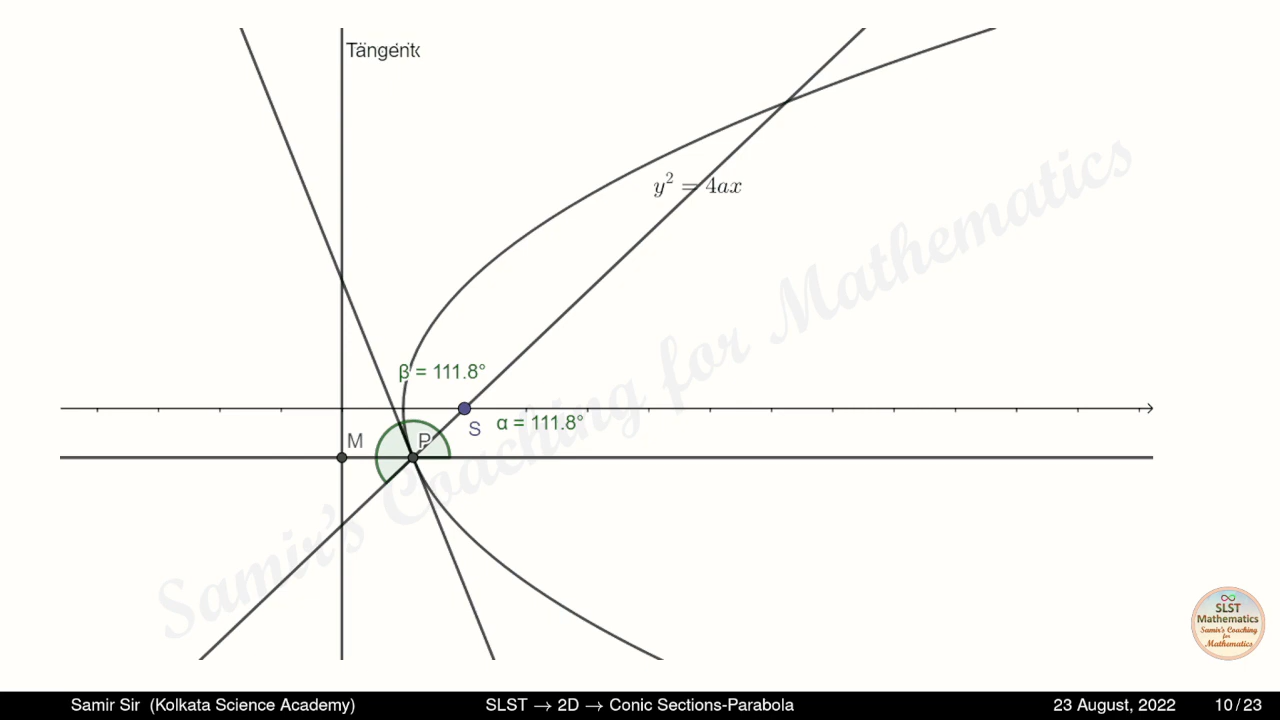 Tangent
y² = 4ax
β = 111.8°
S
α = 111.8°
M
P
Samir's Coaching for Mathematics
SLST
Mathematics
Samir's Coaching
for
Mathematics
Samir Sir (Kolkata Science Academy)
SLST → 2D → Conic Sections-Parabola
23 August, 2022
10/23